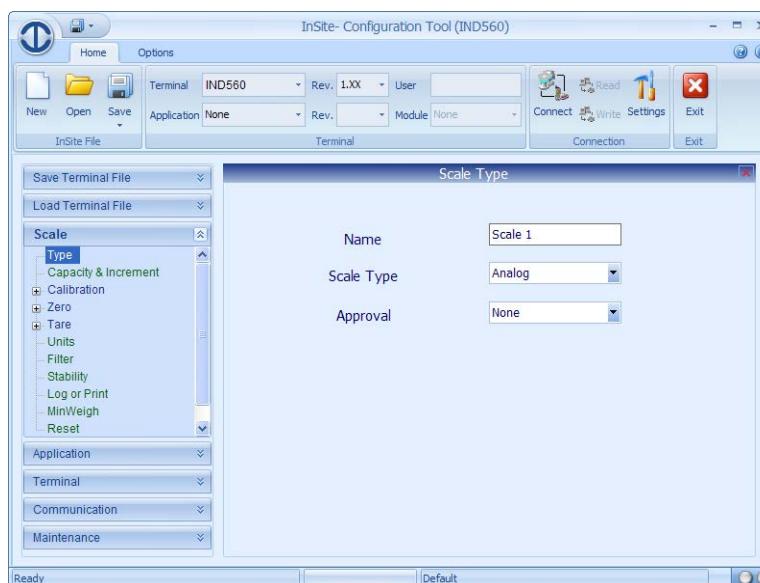 InSite- Configuration Tool (IND560)
Home Options
Terminal IND560 Rev. 1.XX User
Application None Rev. Module None
New Open Save
Connect Read Write Settings Exit
InSite File Terminal Connection Exit
Save Terminal File
Load Terminal File
Scale
Type
Capacity & Increment
Calibration
Zero
Tare
Units
Filter
Stability
Log or Print
MinWeigh
Reset
Application
Terminal
Communication
Maintenance
Scale Type
Name Scale 1
Scale Type Analog
Approval None
Ready Default